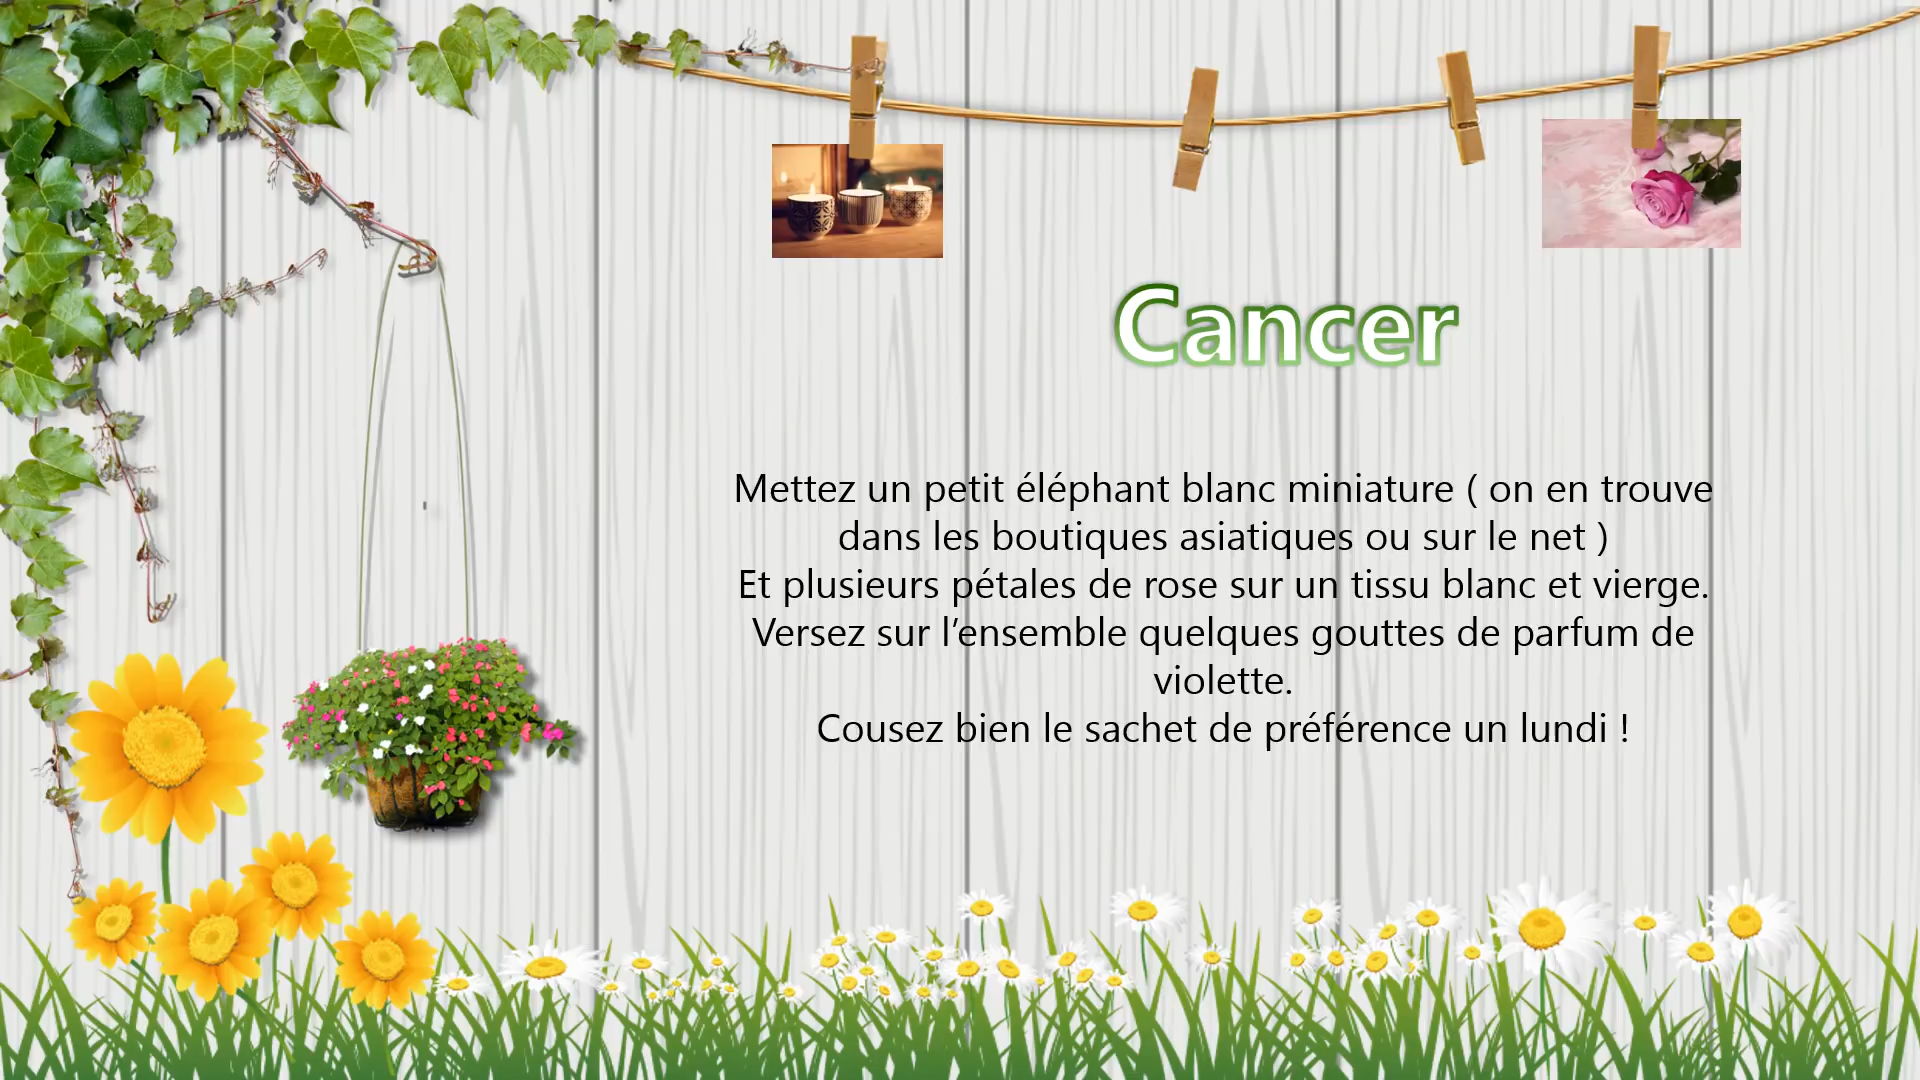 Cancer
Mettez un petit éléphant blanc miniature ( on en trouve
dans les boutiques asiatiques ou sur le net )
Et plusieurs pétales de rose sur un tissu blanc et vierge.
Versez sur l’ensemble quelques gouttes de parfum de
violette.
Cousez bien le sachet de préférence un lundi !